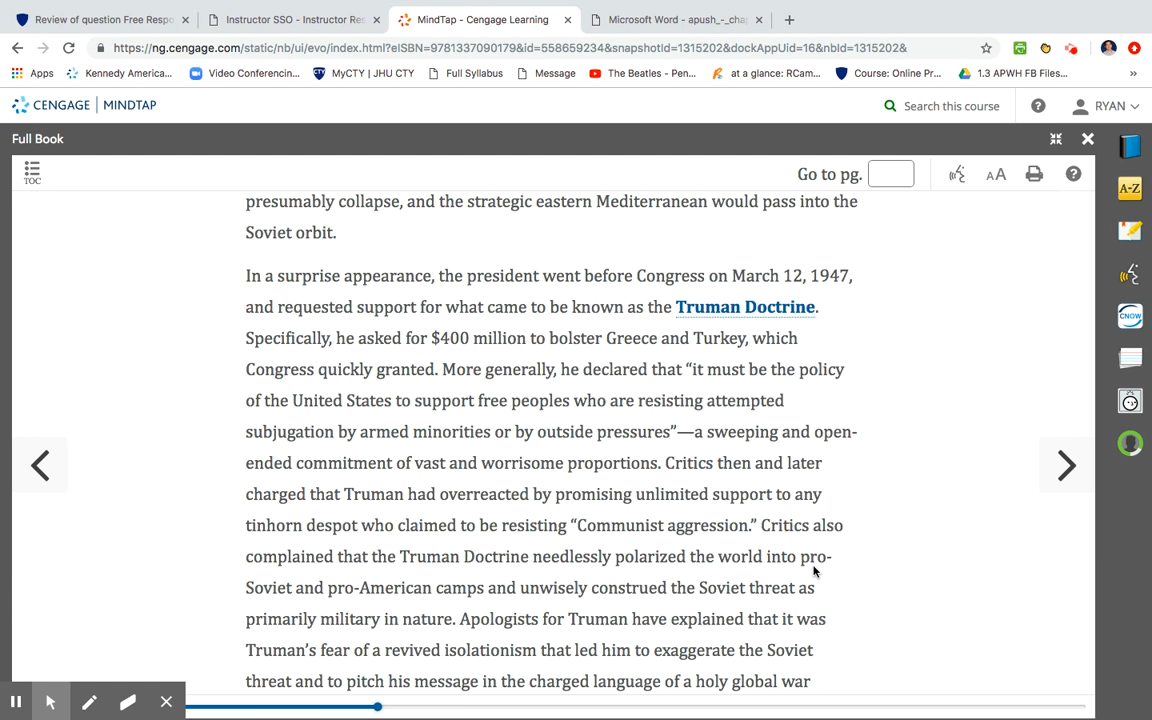 Review of question Free Respo
Instructor SSO - Instructor Re
MindTap - Cengage Learning
Microsoft Word - apush_-_cha
https://ng.cengage.com/static/nb/ui/evo/index.html?eISBN=9781337090179&id=558659234&snapshotId=1315202&dockAppUid=16&nbId=1315202&
Apps
Kennedy America...
Video Conferencin...
CTY MyCTY | JHU CTY
Full Syllabus
Message
The Beatles - Pen...
at a glance: RCam...
Course: Online Pr...
1.3 APWH FB Files...
»
CENGAGE | MINDTAP
Search this course
RYAN
Full Book
TOC
Go to pg.
AA
A-Z
CNOW
presumably collapse, and the strategic eastern Mediterranean would pass into the
Soviet orbit.
In a surprise appearance, the president went before Congress on March 12, 1947,
and requested support for what came to be known as the Truman Doctrine.
Specifically, he asked for $400 million to bolster Greece and Turkey, which
Congress quickly granted. More generally, he declared that “it must be the policy
of the United States to support free peoples who are resisting attempted
subjugation by armed minorities or by outside pressures”—a sweeping and open-
ended commitment of vast and worrisome proportions. Critics then and later
charged that Truman had overreacted by promising unlimited support to any
tinhorn despot who claimed to be resisting “Communist aggression.” Critics also
complained that the Truman Doctrine needlessly polarized the world into pro-
Soviet and pro-American camps and unwisely construed the Soviet threat as
primarily military in nature. Apologists for Truman have explained that it was
Truman’s fear of a revived isolationism that led him to exaggerate the Soviet
threat and to pitch his message in the charged language of a holy global war